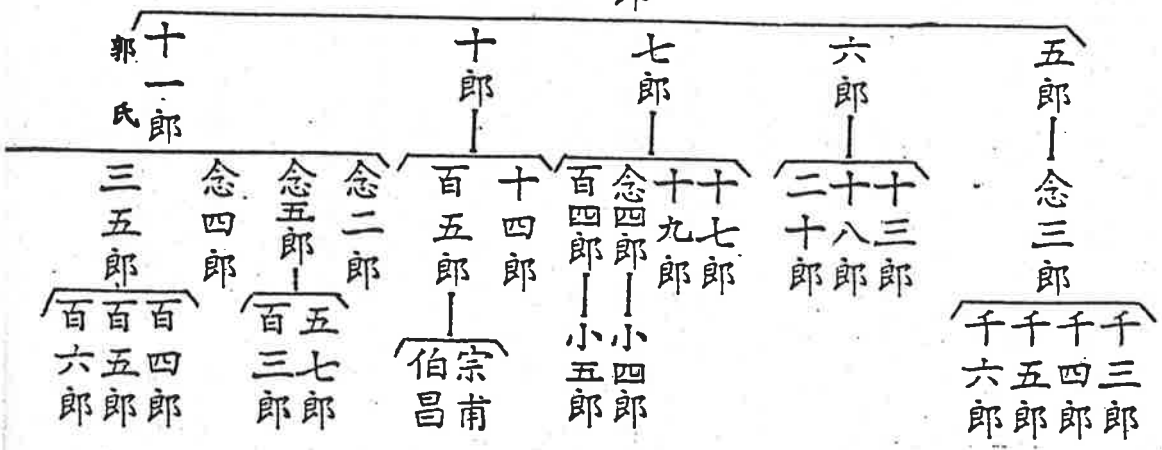 郎
五郎
六郎
七郎
十郎
十一郎
郭氏
念三郎
十三郎
十八郎
二十郎
十七郎
十九郎
念四郎
百四郎
十四郎
百五郎
念二郎
念五郎
念四郎
三五郎
千三郎
千四郎
千五郎
千六郎
小四郎
小五郎
宗甫
伯昌
五七郎
百三郎
百四郎
百五郎
百六郎